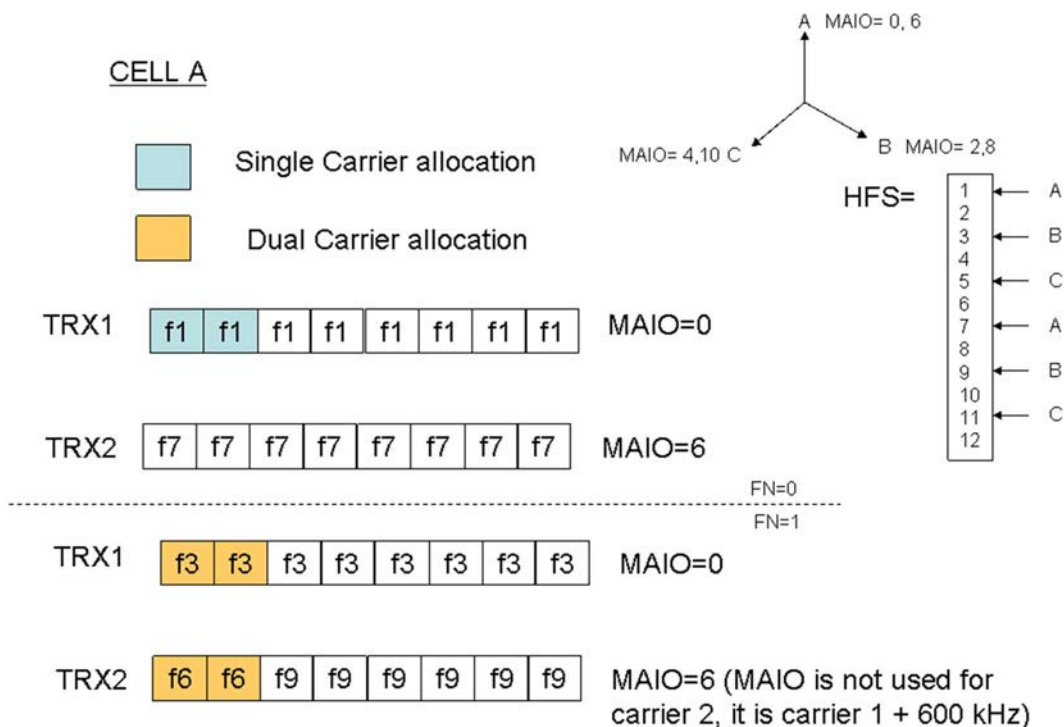 A MAIO= 0, 6
CELL A
MAIO= 4,10 C
B MAIO= 2,8
Single Carrier allocation
Dual Carrier allocation
HFS=
1 A
2
3 B
4
5 C
6
7 A
8
9 B
10
11 C
12
TRX1 f1 f1 f1 f1 f1 f1 f1 f1 MAIO=0
TRX2 f7 f7 f7 f7 f7 f7 f7 f7 MAIO=6
FN=0
FN=1
TRX1 f3 f3 f3 f3 f3 f3 f3 f3 MAIO=0
TRX2 f6 f6 f9 f9 f9 f9 f9 f9 MAIO=6 (MAIO is not used for
carrier 2, it is carrier 1 + 600 kHz)